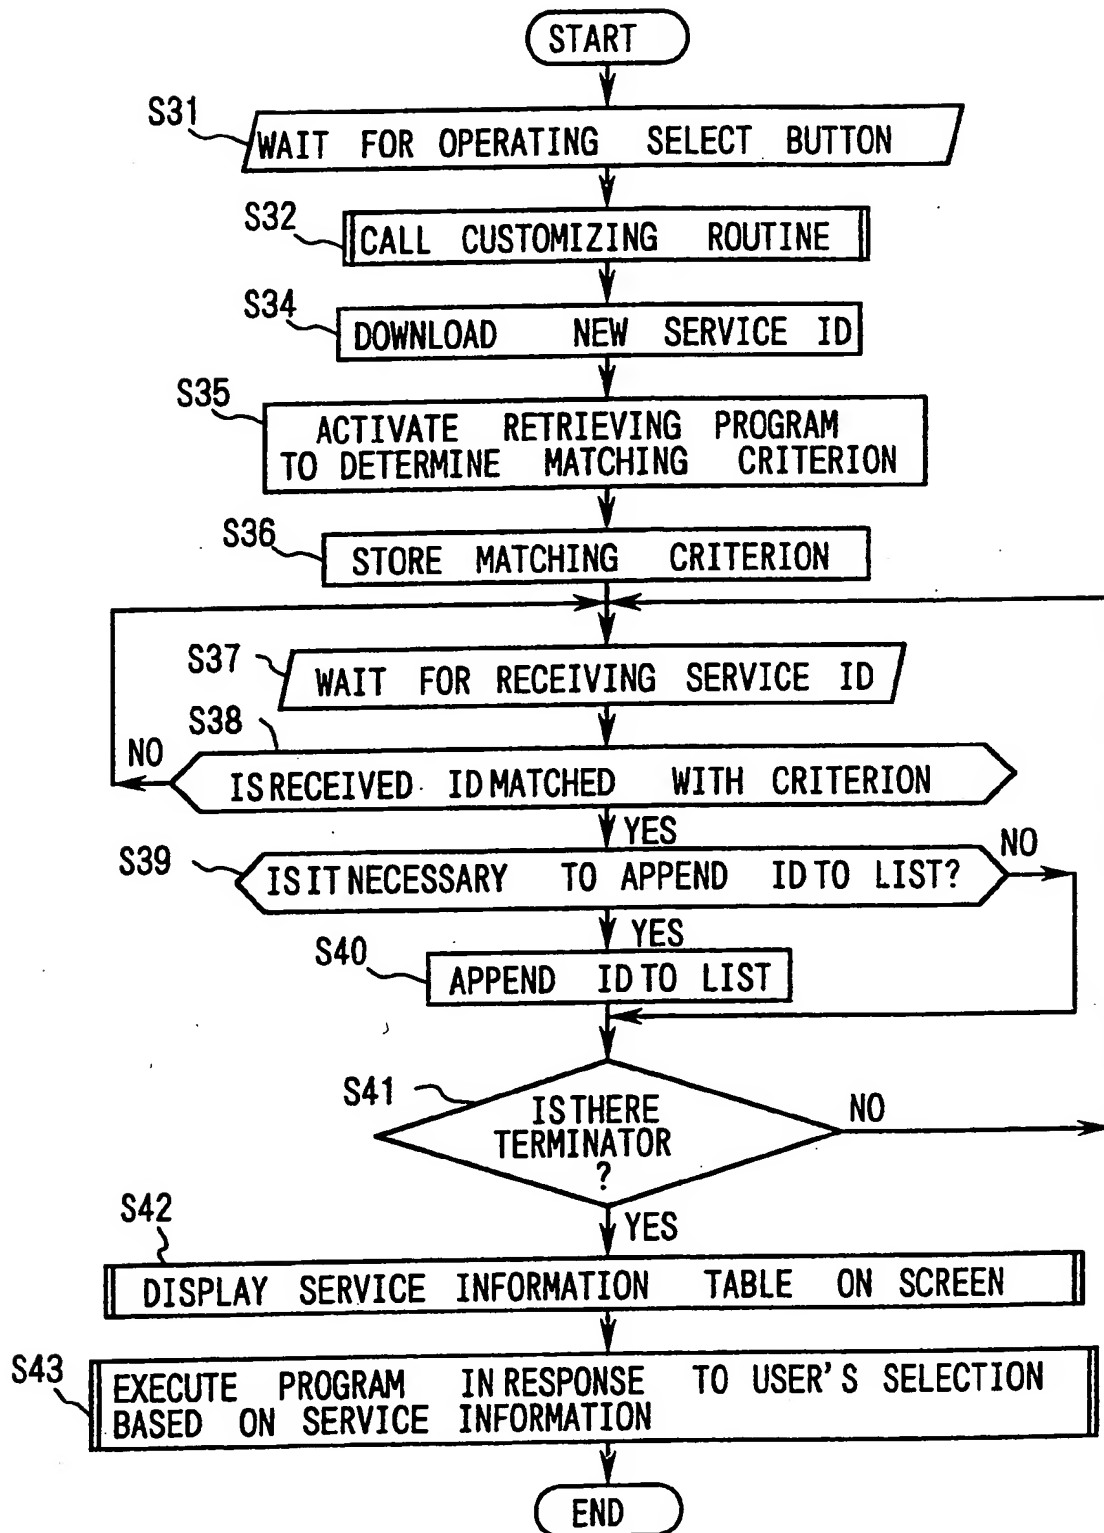 START
S31
WAIT FOR OPERATING SELECT BUTTON
S32
CALL CUSTOMIZING ROUTINE
S34
DOWNLOAD NEW SERVICE ID
S35
ACTIVATE RETRIEVING PROGRAM
TO DETERMINE MATCHING CRITERION
S36
STORE MATCHING CRITERION
S37
WAIT FOR RECEIVING SERVICE ID
S38
NO
IS RECEIVED ID MATCHED WITH CRITERION
YES
S39
IS IT NECESSARY TO APPEND ID TO LIST?
NO
YES
S40
APPEND ID TO LIST
S41
IS THERE
TERMINATOR
?
NO
YES
S42
DISPLAY SERVICE INFORMATION TABLE ON SCREEN
S43
EXECUTE PROGRAM IN RESPONSE TO USER'S SELECTION
BASED ON SERVICE INFORMATION
END